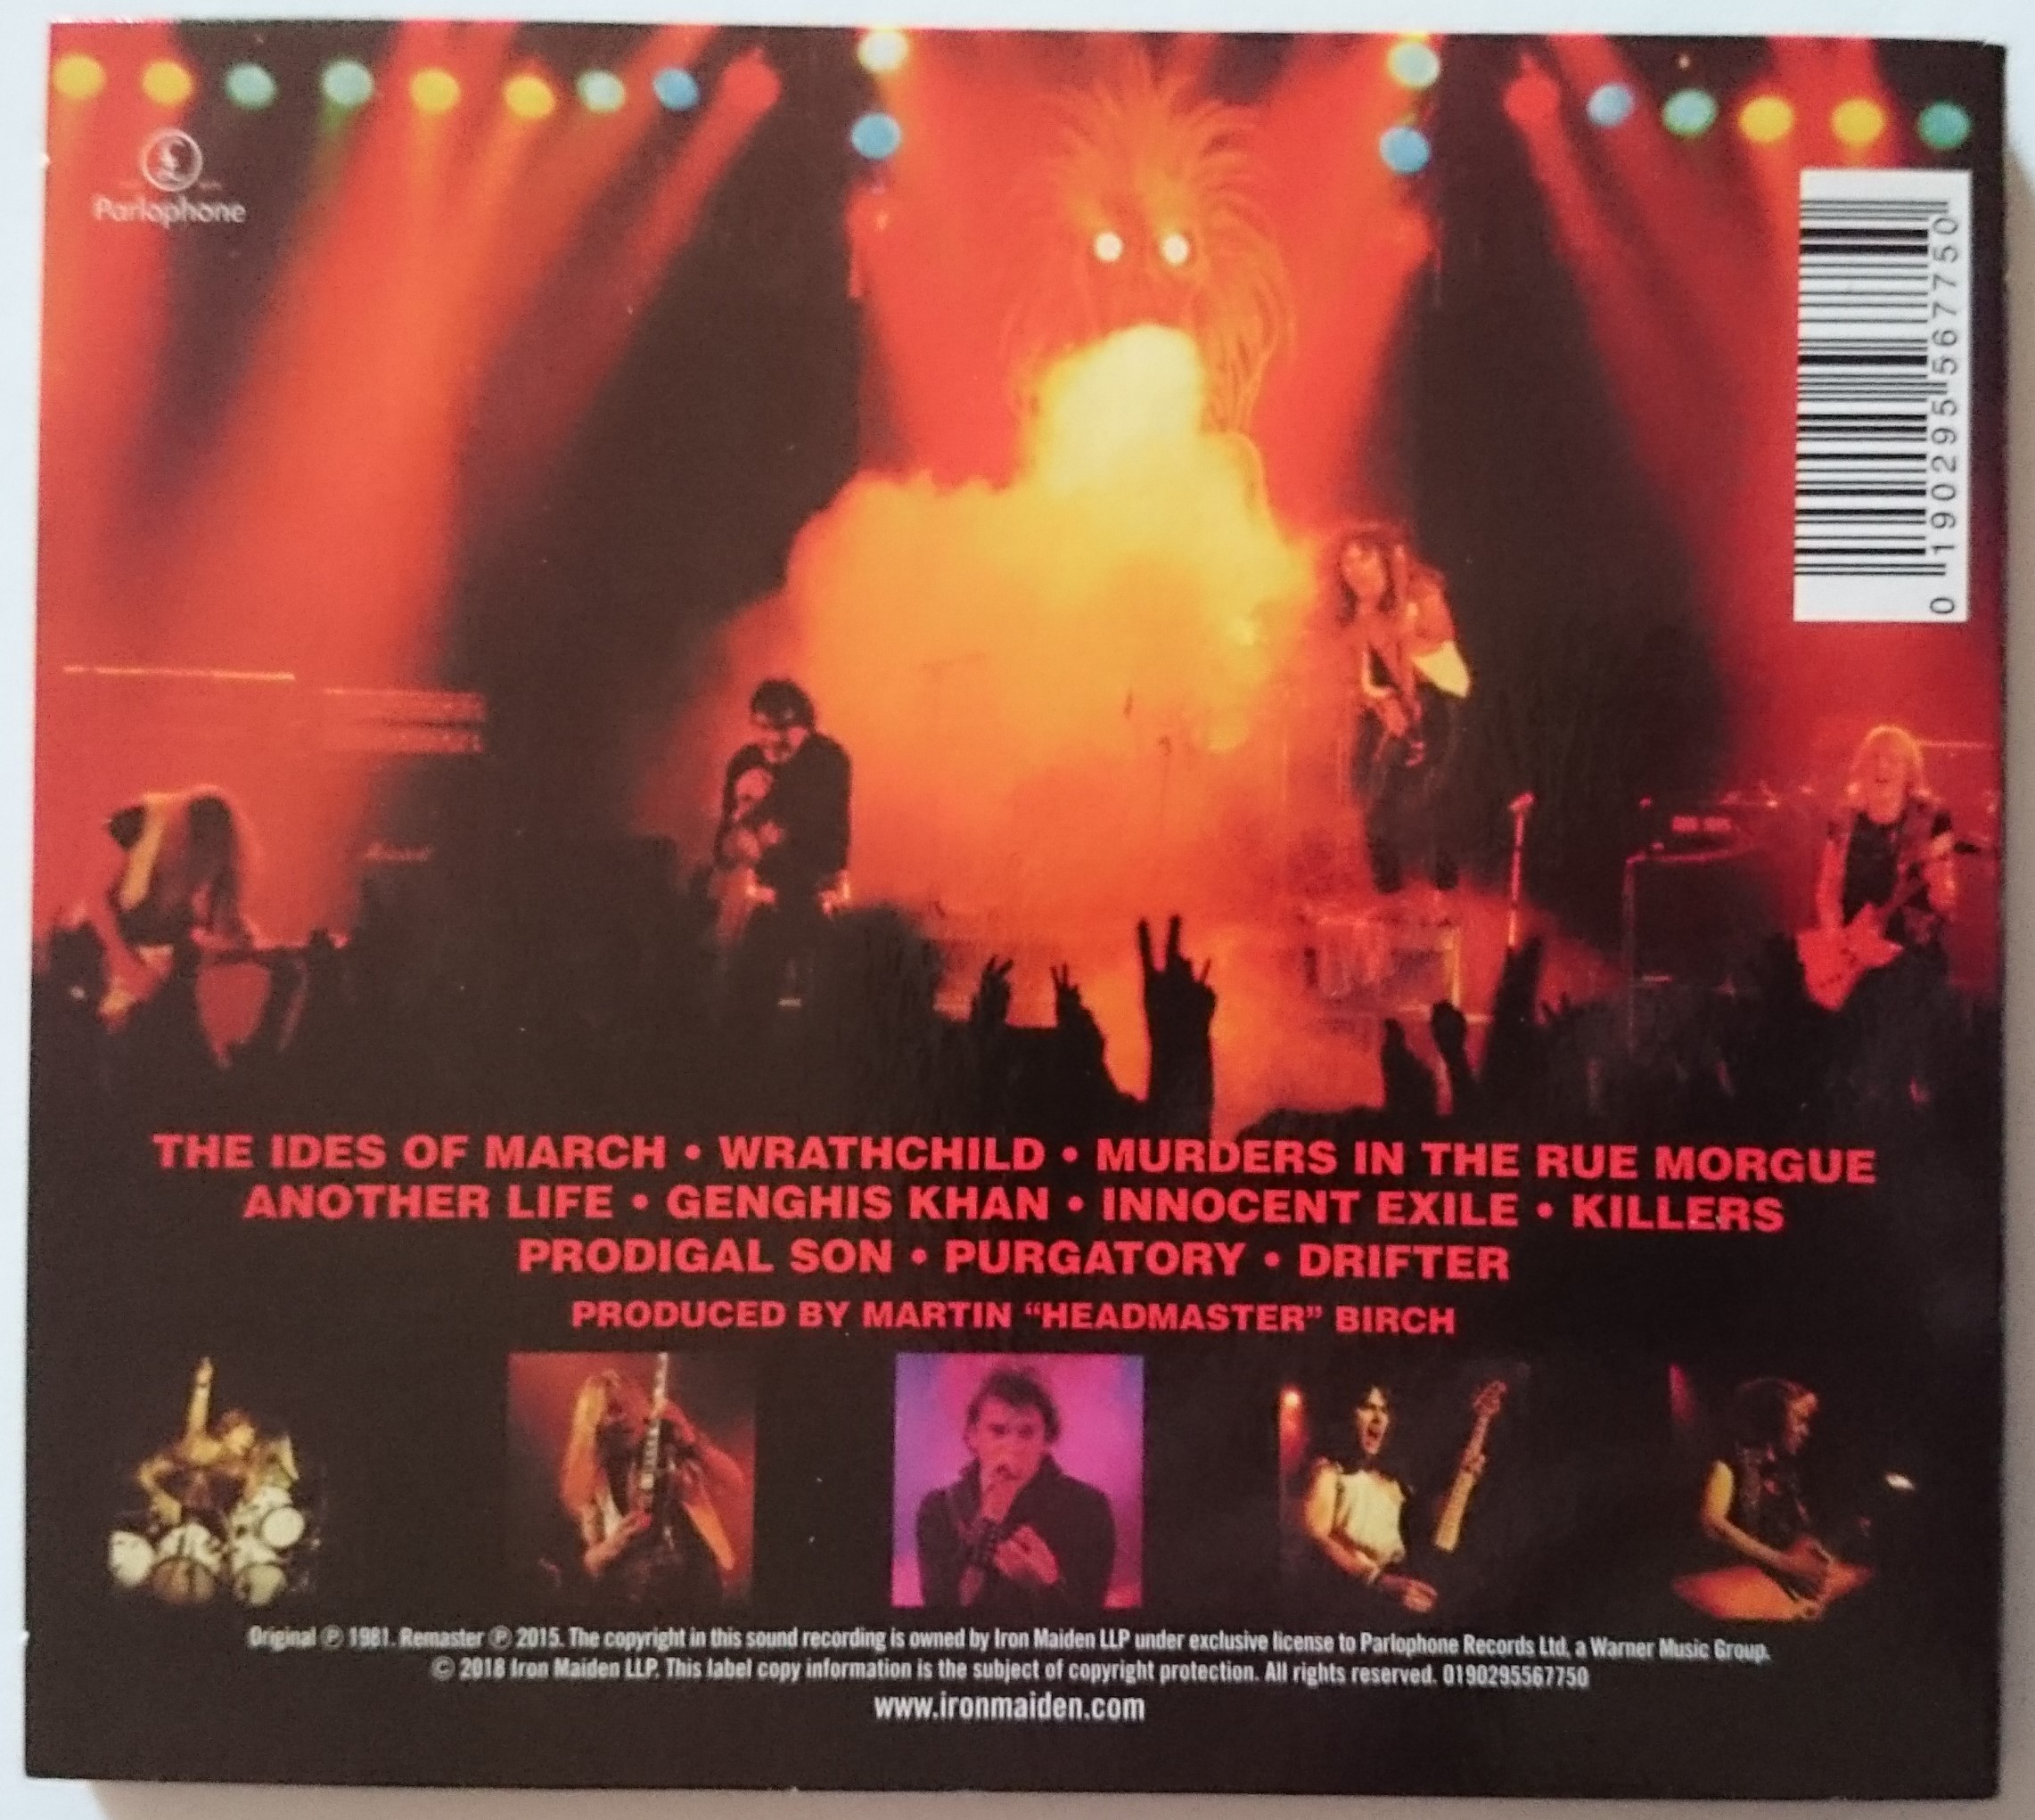 Parlophone
0 190295 567750
THE IDES OF MARCH • WRATHCHILD • MURDERS IN THE RUE MORGUE
ANOTHER LIFE • GENGHIS KHAN • INNOCENT EXILE • KILLERS
PRODIGAL SON • PURGATORY • DRIFTER
PRODUCED BY MARTIN “HEADMASTER” BIRCH
Original ℗ 1981. Remaster ℗ 2015. The copyright in this sound recording is owned by Iron Maiden LLP under exclusive license to Parlophone Records Ltd, a Warner Music Group.
© 2018 Iron Maiden LLP. This label copy information is the subject of copyright protection. All rights reserved. 0190295567750
www.ironmaiden.com